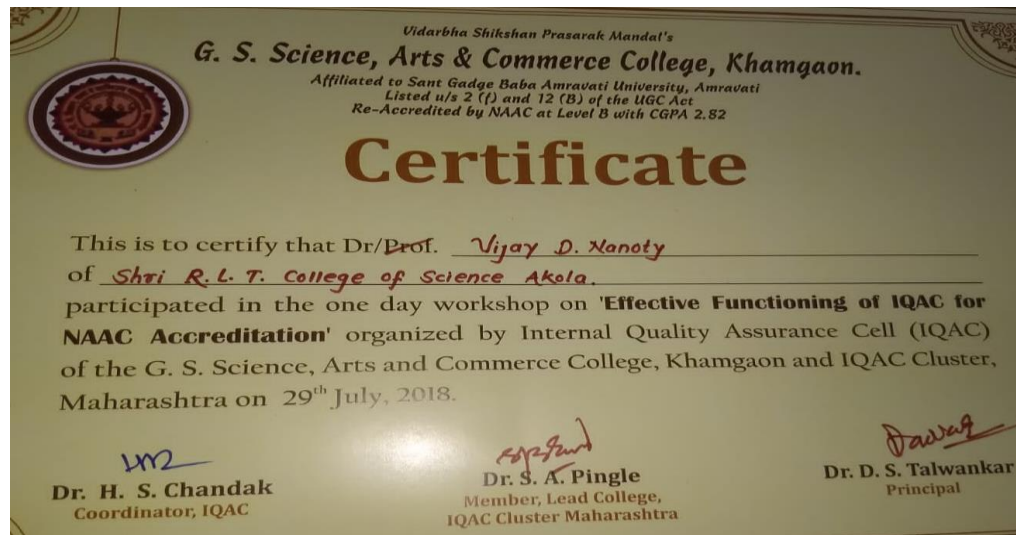 Vidarbha Shikshan Prasarak Mandal's
G. S. Science, Arts & Commerce College, Khamgaon.
Affiliated to Sant Gadge Baba Amravati University, Amravati
Listed u/s 2 (f) and 12 (B) of the UGC Act
Re-Accredited by NAAC at Level B with CGPA 2.82
Certificate
This is to certify that Dr/Prof. Vijay D. Nanoty
of Shri R. L. T. College of Science Akola.
participated in the one day workshop on 'Effective Functioning of IQAC for
NAAC Accreditation' organized by Internal Quality Assurance Cell (IQAC)
of the G. S. Science, Arts and Commerce College, Khamgaon and IQAC Cluster,
Maharashtra on 29th July, 2018.
Dr. H. S. Chandak
Coordinator, IQAC
Dr. S. A. Pingle
Member, Lead College,
IQAC Cluster Maharashtra
Dr. D. S. Talwankar
Principal